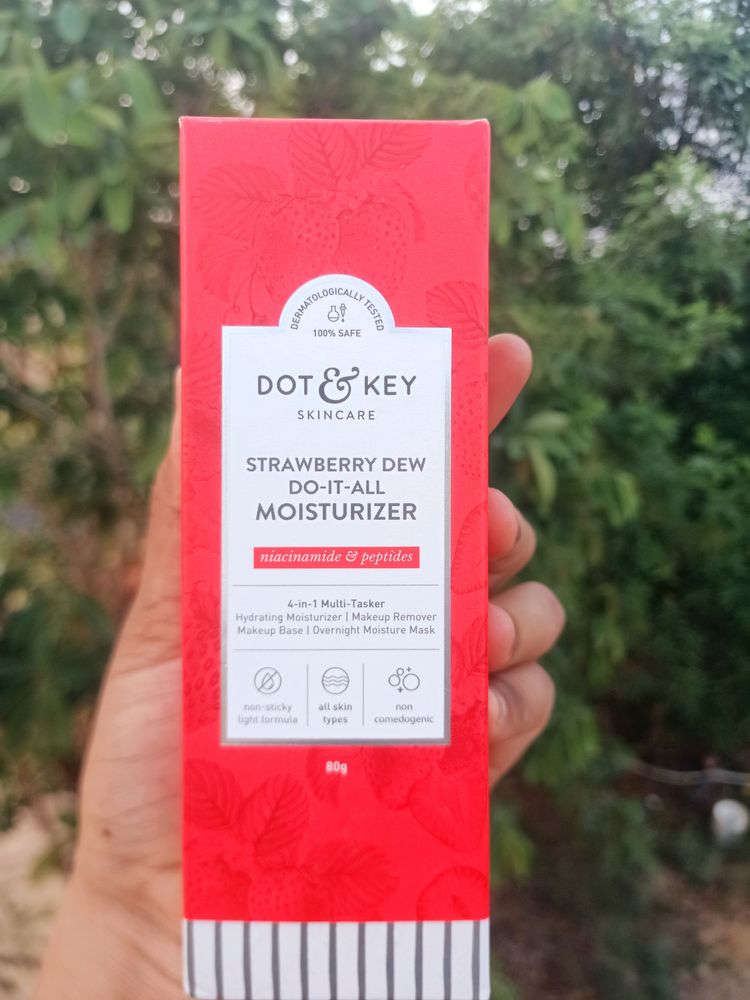 DERMATOLOGICALLY TESTED
100% SAFE
DOT & KEY
SKINCARE
STRAWBERRY DEW
DO-IT-ALL
MOISTURIZER
niacinamide & peptides
4-in-1 Multi-Tasker
Hydrating Moisturizer | Makeup Remover
Makeup Base | Overnight Moisture Mask
non-sticky
light formula
all skin
types
non
comedogenic
80g